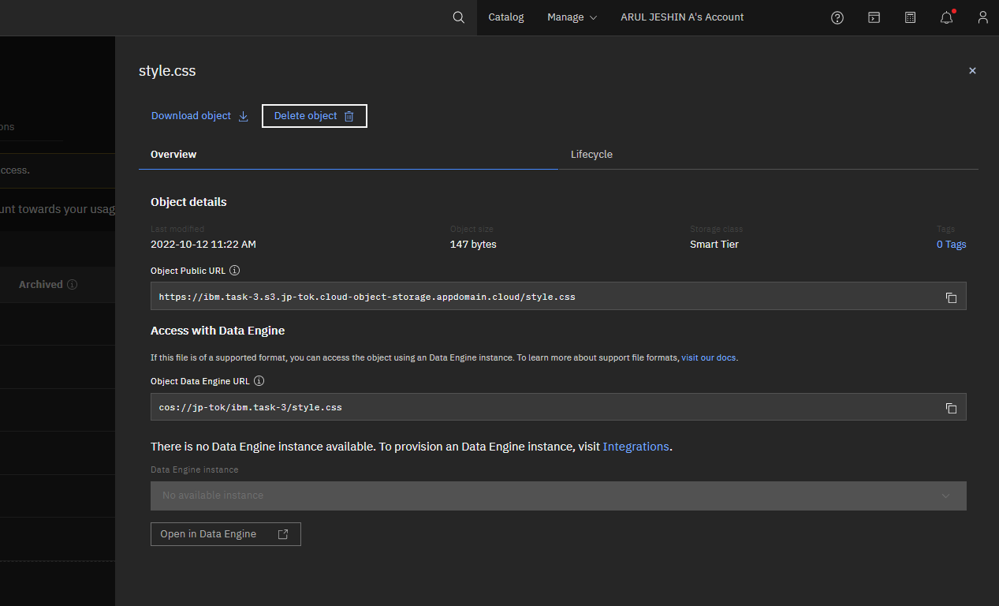 Catalog Manage ARUL JESHIN A's Account
style.css
Download object Delete object
ons
Overview Lifecycle
ccess.
Object details
unt towards your usag
Last modified Object size Storage class Tags
2022-10-12 11:22 AM 147 bytes Smart Tier 0 Tags
Object Public URL
Archived
https://ibm.task-3.s3.jp-tok.cloud-object-storage.appdomain.cloud/style.css
Access with Data Engine
If this file is of a supported format, you can access the object using an Data Engine instance. To learn more about support file formats, visit our docs.
Object Data Engine URL
cos://jp-tok/ibm.task-3/style.css
There is no Data Engine instance available. To provision an Data Engine instance, visit Integrations.
Data Engine instance
No available instance
Open in Data Engine